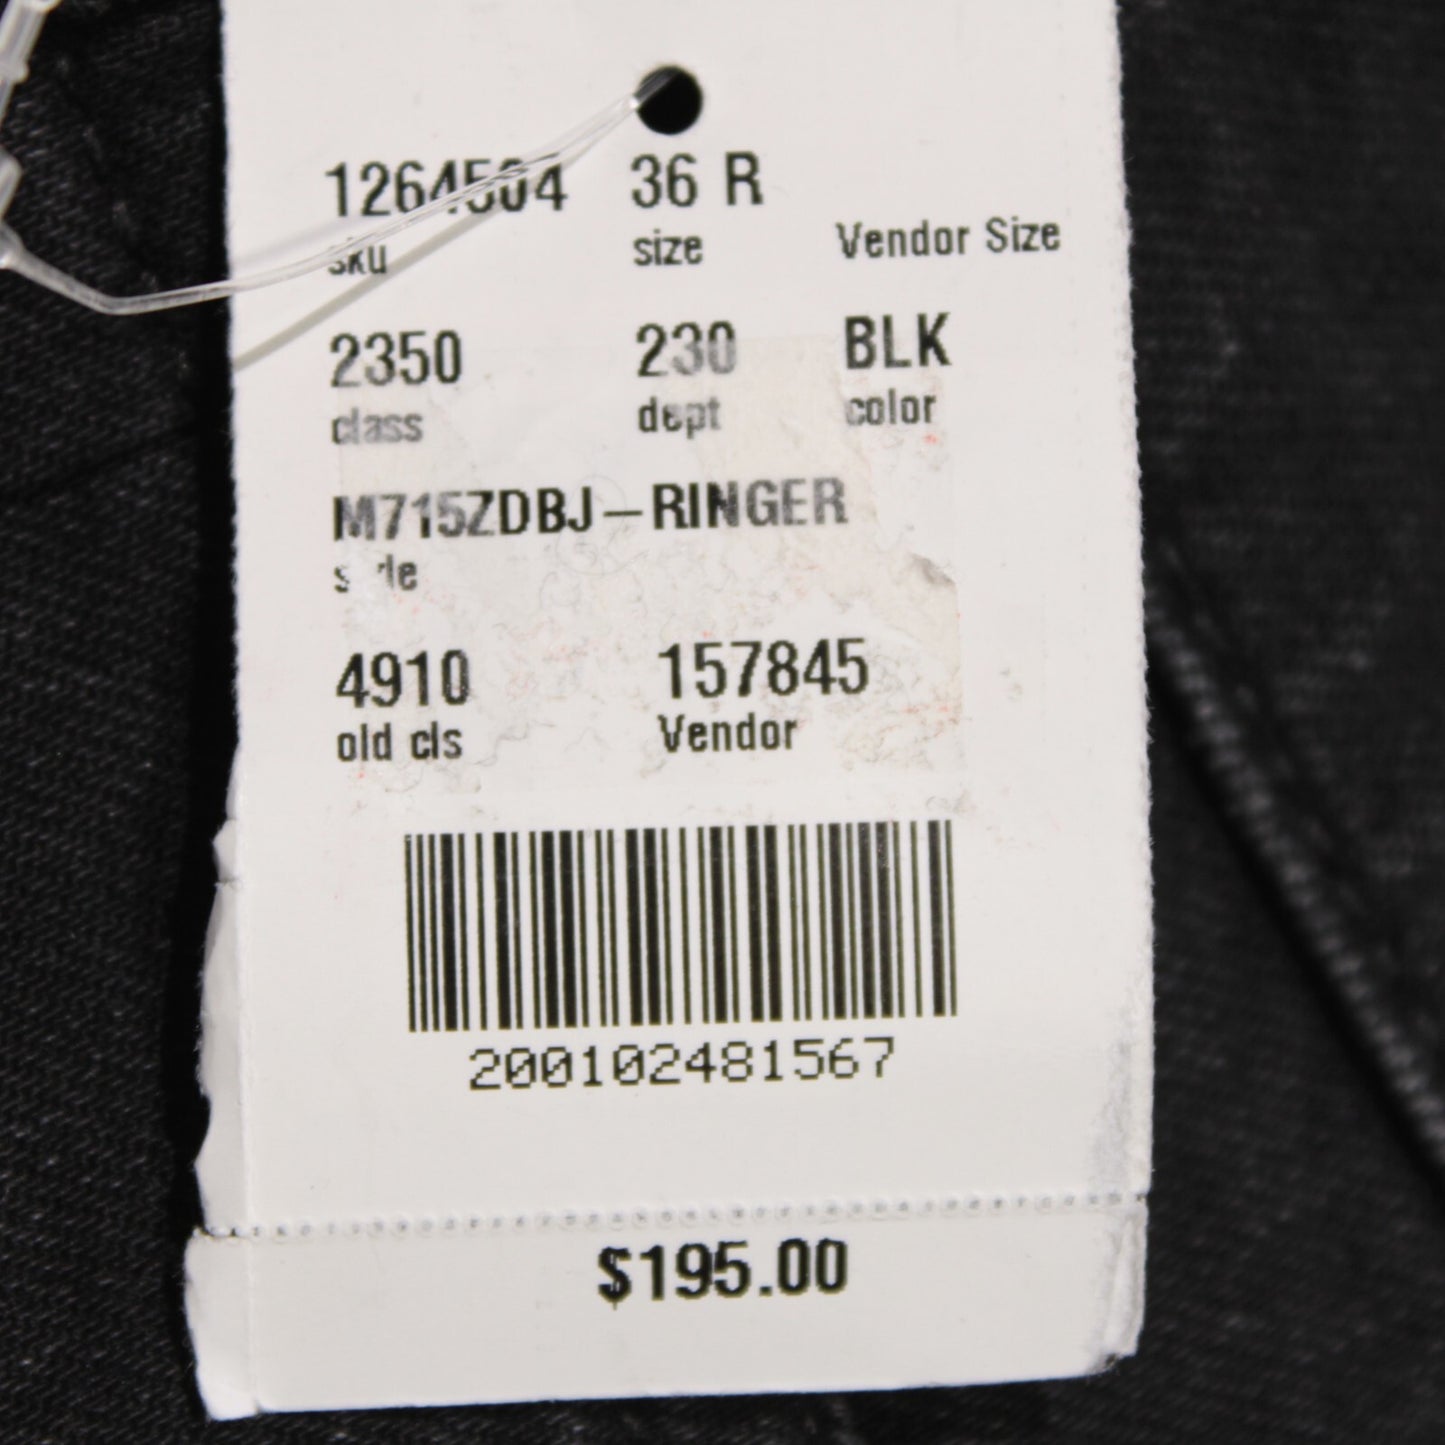 1264504 36 R
sku size Vendor Size
2350 230 BLK
class dept color
M715ZDBJ-RINGER
style
4910 157845
old cls Vendor
200102481567
$195.00